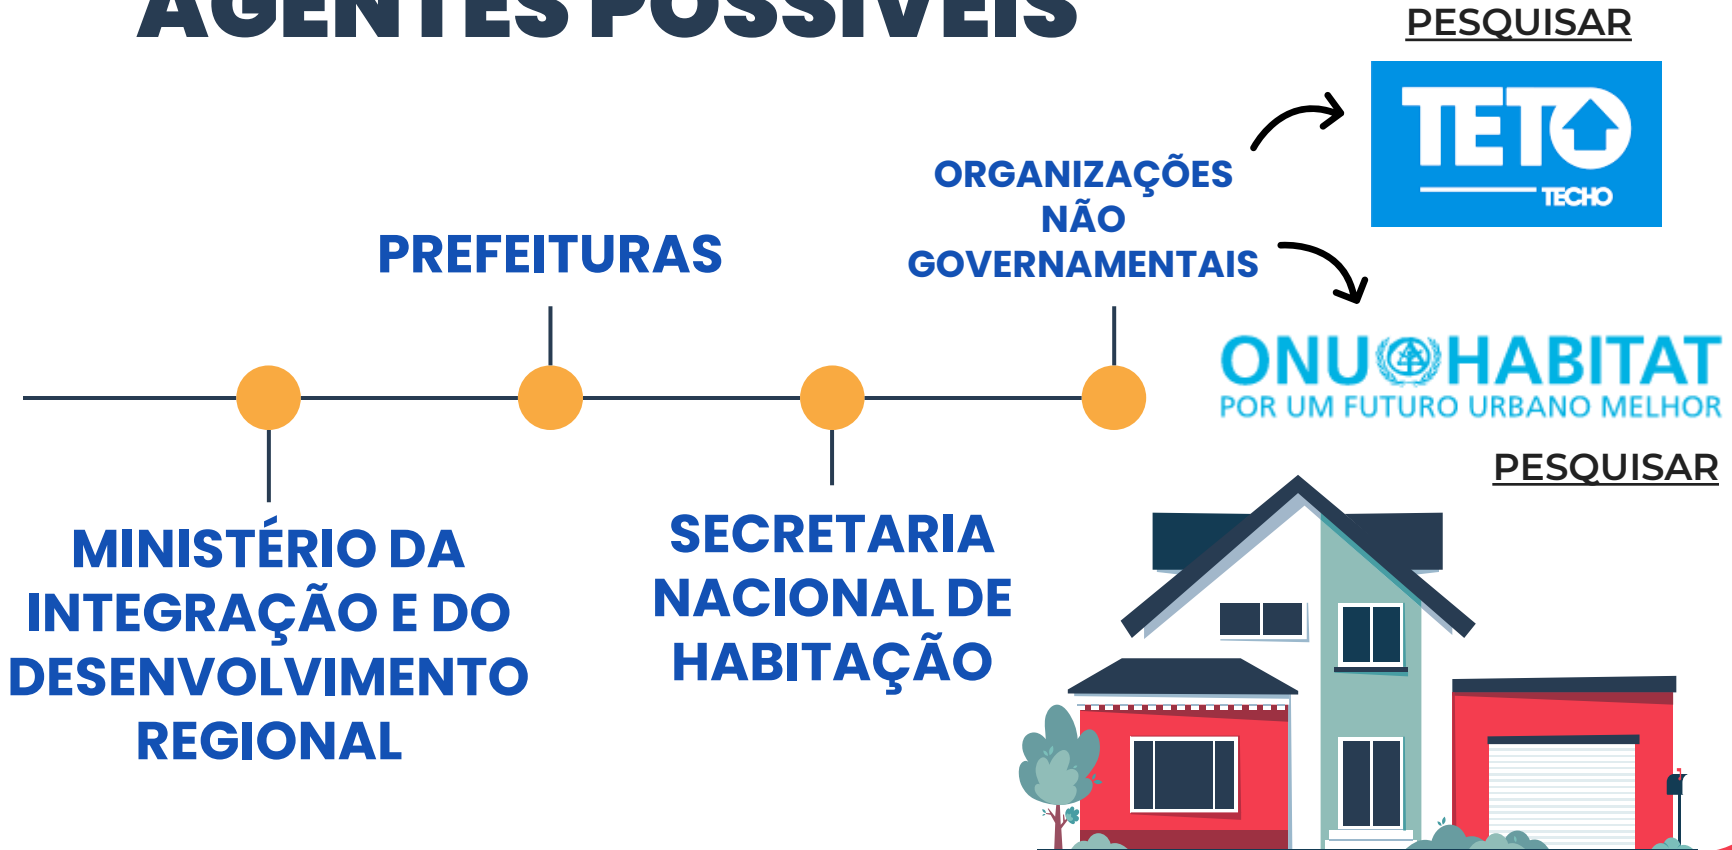 AGENTES POSSÍVEIS
PESQUISAR
TETO
TECHO
ORGANIZAÇÕES
NÃO
GOVERNAMENTAIS
PREFEITURAS
ONU HABITAT
POR UM FUTURO URBANO MELHOR
PESQUISAR
MINISTÉRIO DA
INTEGRAÇÃO E DO
DESENVOLVIMENTO
REGIONAL
SECRETARIA
NACIONAL DE
HABITAÇÃO